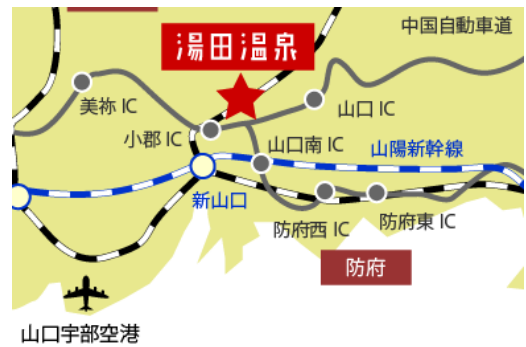 中国自動車道
湯田温泉
美祢 IC
山口 IC
小郡 IC
山口南 IC
山陽新幹線
新山口
防府西 IC
防府東 IC
防府
山口宇部空港